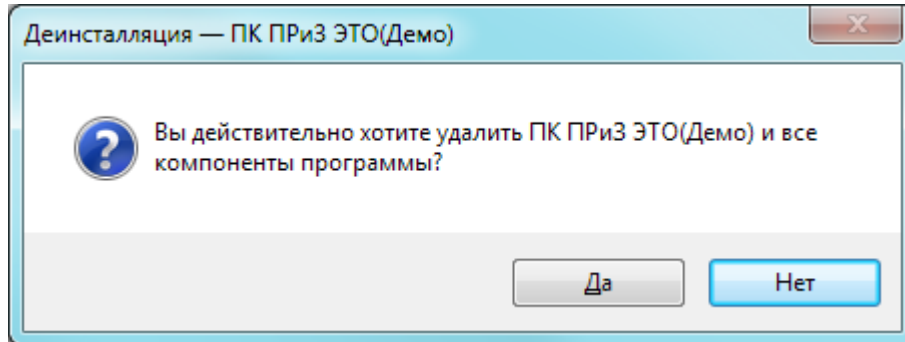 Деинсталляция — ПК ПРиЗ ЭТО(Демо)
Вы действительно хотите удалить ПК ПРиЗ ЭТО(Демо) и все
компоненты программы?
Да
Нет